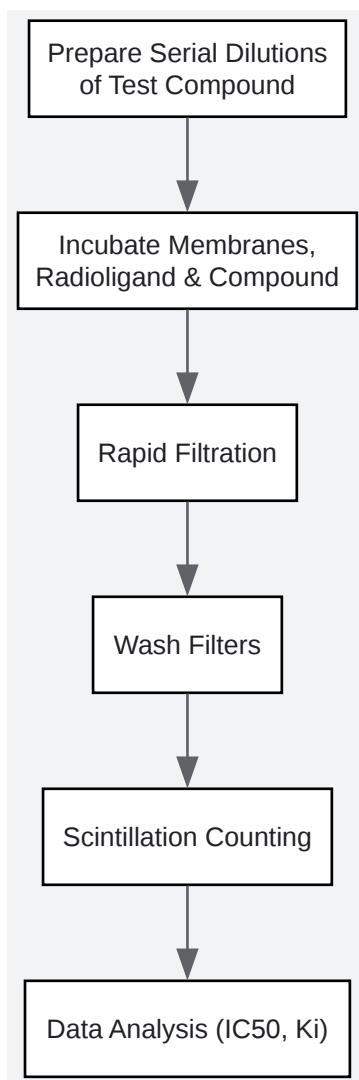 Prepare Serial Dilutions
of Test Compound
Incubate Membranes,
Radioligand & Compound
Rapid Filtration
Wash Filters
Scintillation Counting
Data Analysis (IC50, Ki)